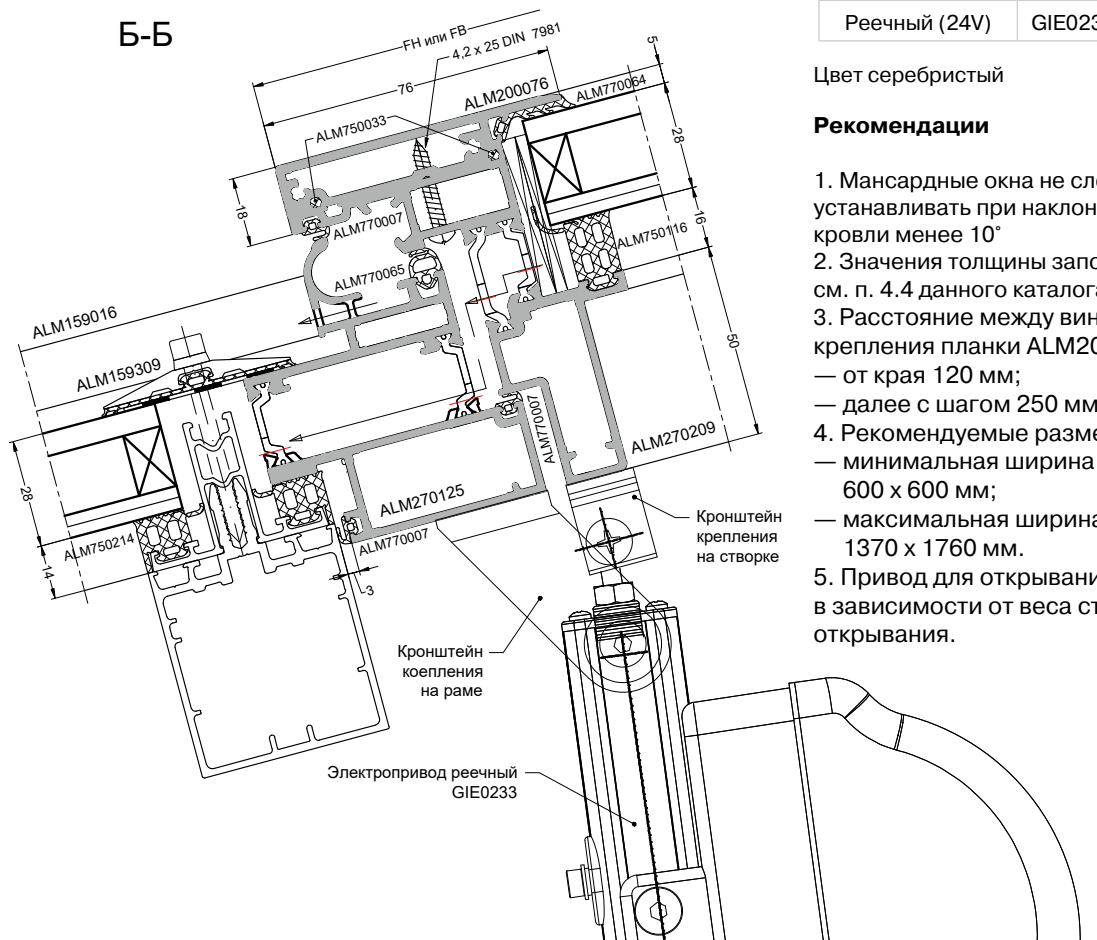 Б-Б
FH или FB
4,2 x 25 DIN 7981
76
ALM200076
5
ALM770064
ALM750033
28
18
ALM770007
16
ALM750116
ALM770065
ALM159016
50
ALM159309
ALM770007
ALM270209
28
ALM270125
ALM750214
ALM770007
14
3
Кронштейн
крепления
на створке
Кронштейн
коепления
на раме
Электропривод реечный
GIE0233
Реечный (24V) GIE023
Цвет серебристый
Рекомендации
1. Мансардные окна не сл
устанавливать при наклон
кровли менее 10°
2. Значения толщины запо
см. п. 4.4 данного каталога
3. Расстояние между вин
крепления планки ALM20
— от края 120 мм;
— далее с шагом 250 мм
4. Рекомендуемые разме
— минимальная ширина
600 x 600 мм;
— максимальная ширина
1370 x 1760 мм.
5. Привод для открывани
в зависимости от веса ст
открывания.